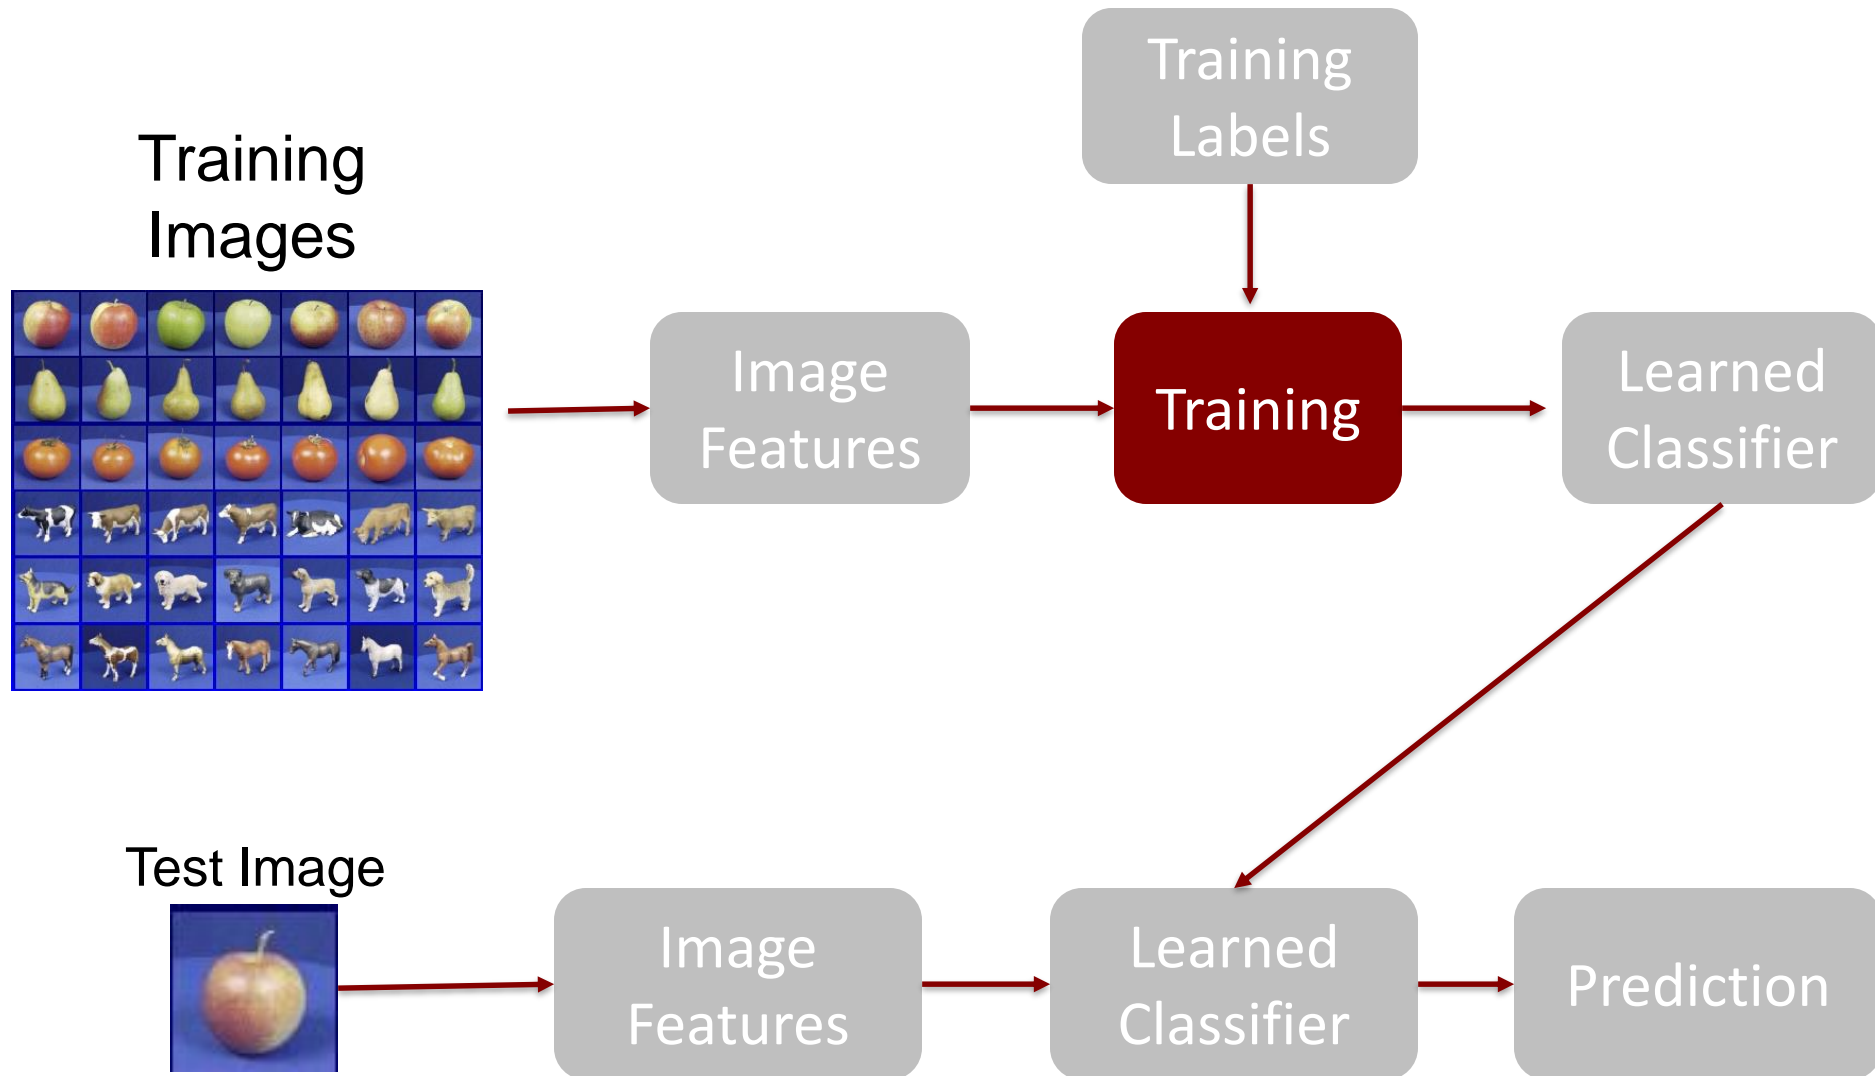 Training
Labels
Training
Images
Image
Features
Training
Learned
Classifier
Test Image
Image
Features
Learned
Classifier
Prediction